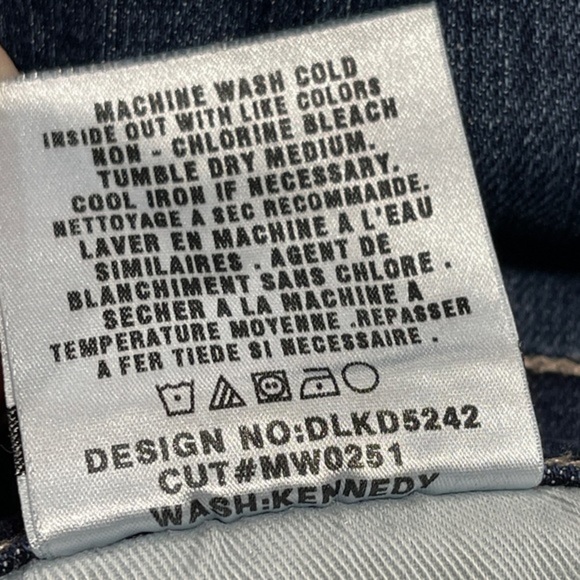 MACHINE WASH COLD
INSIDE OUT WITH LIKE COLORS
NON - CHLORINE BLEACH
TUMBLE DRY MEDIUM.
COOL IRON IF NECESSARY.
NETTOYAGE A SEC RECOMMANDE.
LAVER EN MACHINE A L'EAU
SIMILAIRES . AGENT DE
BLANCHIMENT SANS CHLORE .
SECHER A LA MACHINE A
TEMPERATURE MOYENNE .REPASSER
A FER TIEDE SI NECESSAIRE .
DESIGN NO:DLKD5242
CUT#MW0251
WASH:KENNEDY